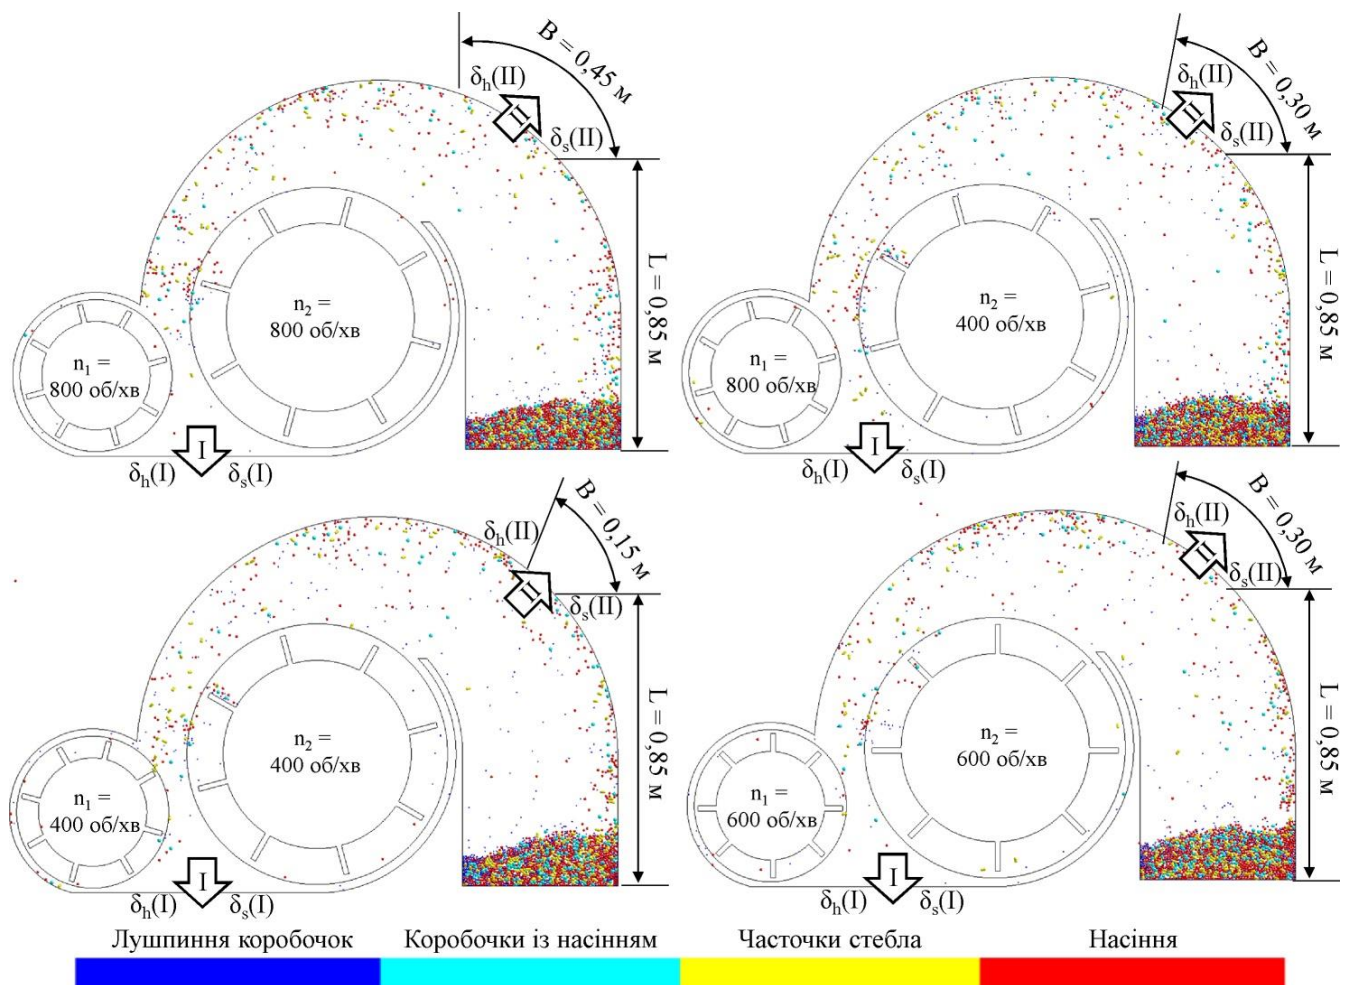 B = 0,45 м
δh(II)
II
δs(II)
L = 0,85 м
n2 =
800 об/хв
n1 =
800 об/хв
I
δh(I) δs(I)
B = 0,30 м
δh(II)
II
δs(II)
L = 0,85 м
n2 =
400 об/хв
n1 =
800 об/хв
I
δh(I) δs(I)
B = 0,15 м
δh(II)
II
δs(II)
L = 0,85 м
n2 =
400 об/хв
n1 =
400 об/хв
I
δh(I) δs(I)
B = 0,30 м
δh(II)
II
δs(II)
L = 0,85 м
n2 =
600 об/хв
n1 =
600 об/хв
I
δh(I) δs(I)
Лушпиння коробочок Коробочки із насінням Часточки стебла Насіння